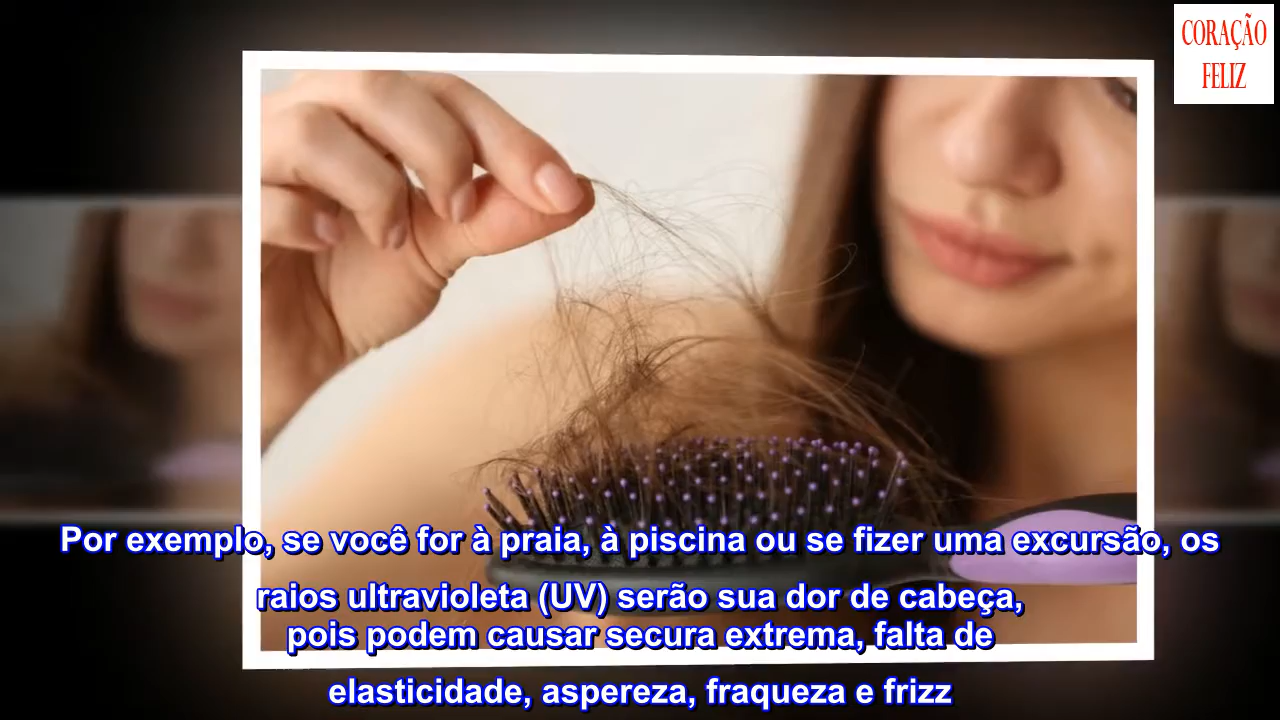 CORAÇÃO
FELIZ
Por exemplo, se você for à praia, à piscina ou se fizer uma excursão, os
raios ultravioleta (UV) serão sua dor de cabeça,
pois podem causar secura extrema, falta de
elasticidade, aspereza, fraqueza e frizz